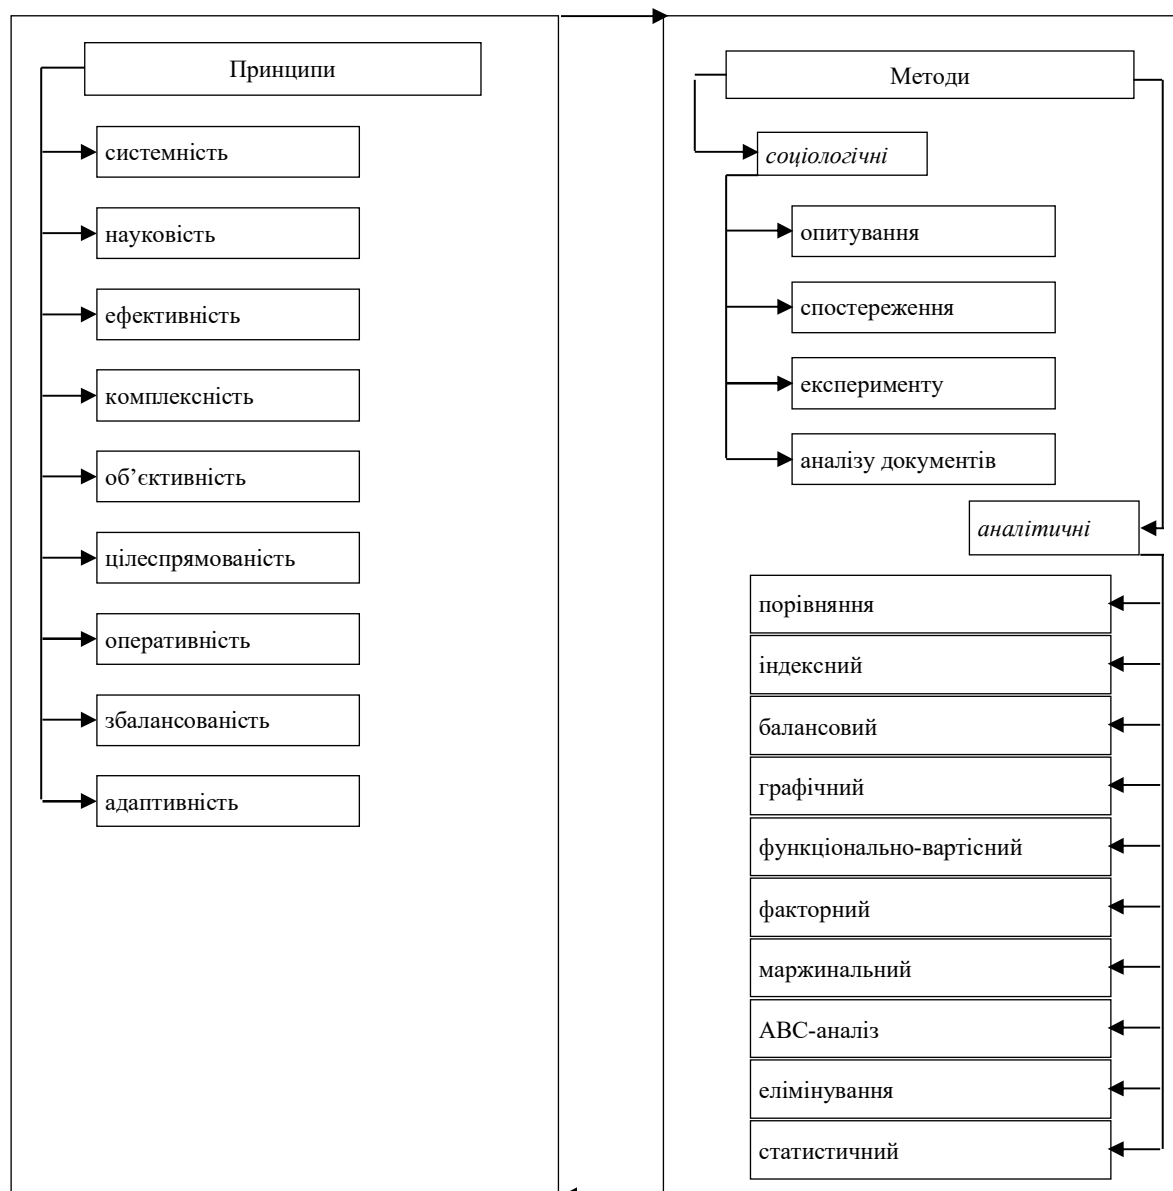 Принципи
системність
науковість
ефективність
комплексність
об’єктивність
цілеспрямованість
оперативність
збалансованість
адаптивність
Методи
соціологічні
опитування
спостереження
експерименту
аналізу документів
аналітичні
порівняння
індексний
балансовий
графічний
функціонально-вартісний
факторний
маржинальний
АВС-аналіз
елімінування
статистичний